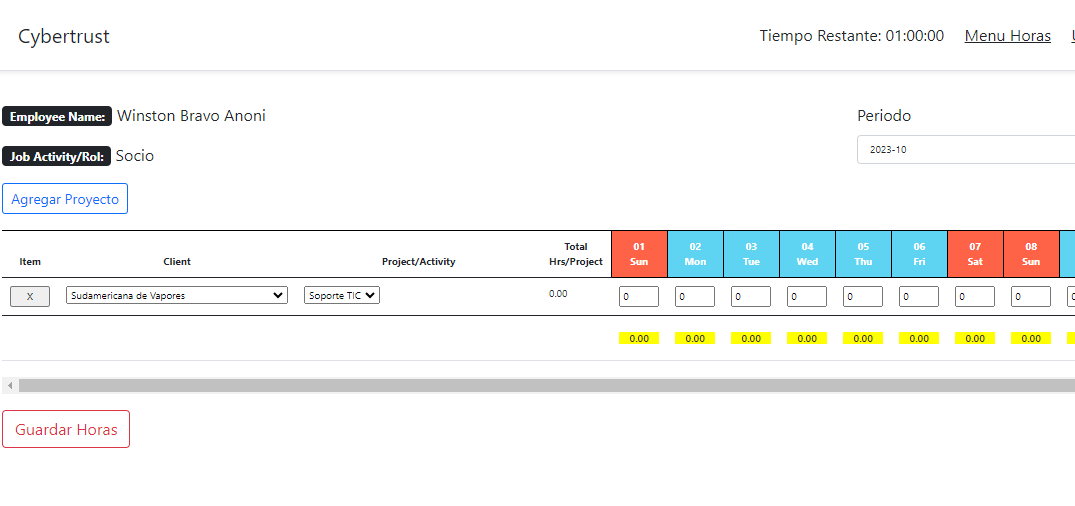 Cybertrust
Tiempo Restante: 01:00:00 Menu Horas
Employee Name: Winston Bravo Anoni
Periodo
Job Activity/Rol: Socio
2023-10
Agregar Proyecto
Item Client Project/Activity Total Hrs/Project 01 Sun 02 Mon 03 Tue 04 Wed 05 Thu 06 Fri 07 Sat 08 Sun
X Sudamericana de Vapores Soporte TIC 0.00 0 0 0 0 0 0 0 0
0.00 0.00 0.00 0.00 0.00 0.00 0.00 0.00
Guardar Horas